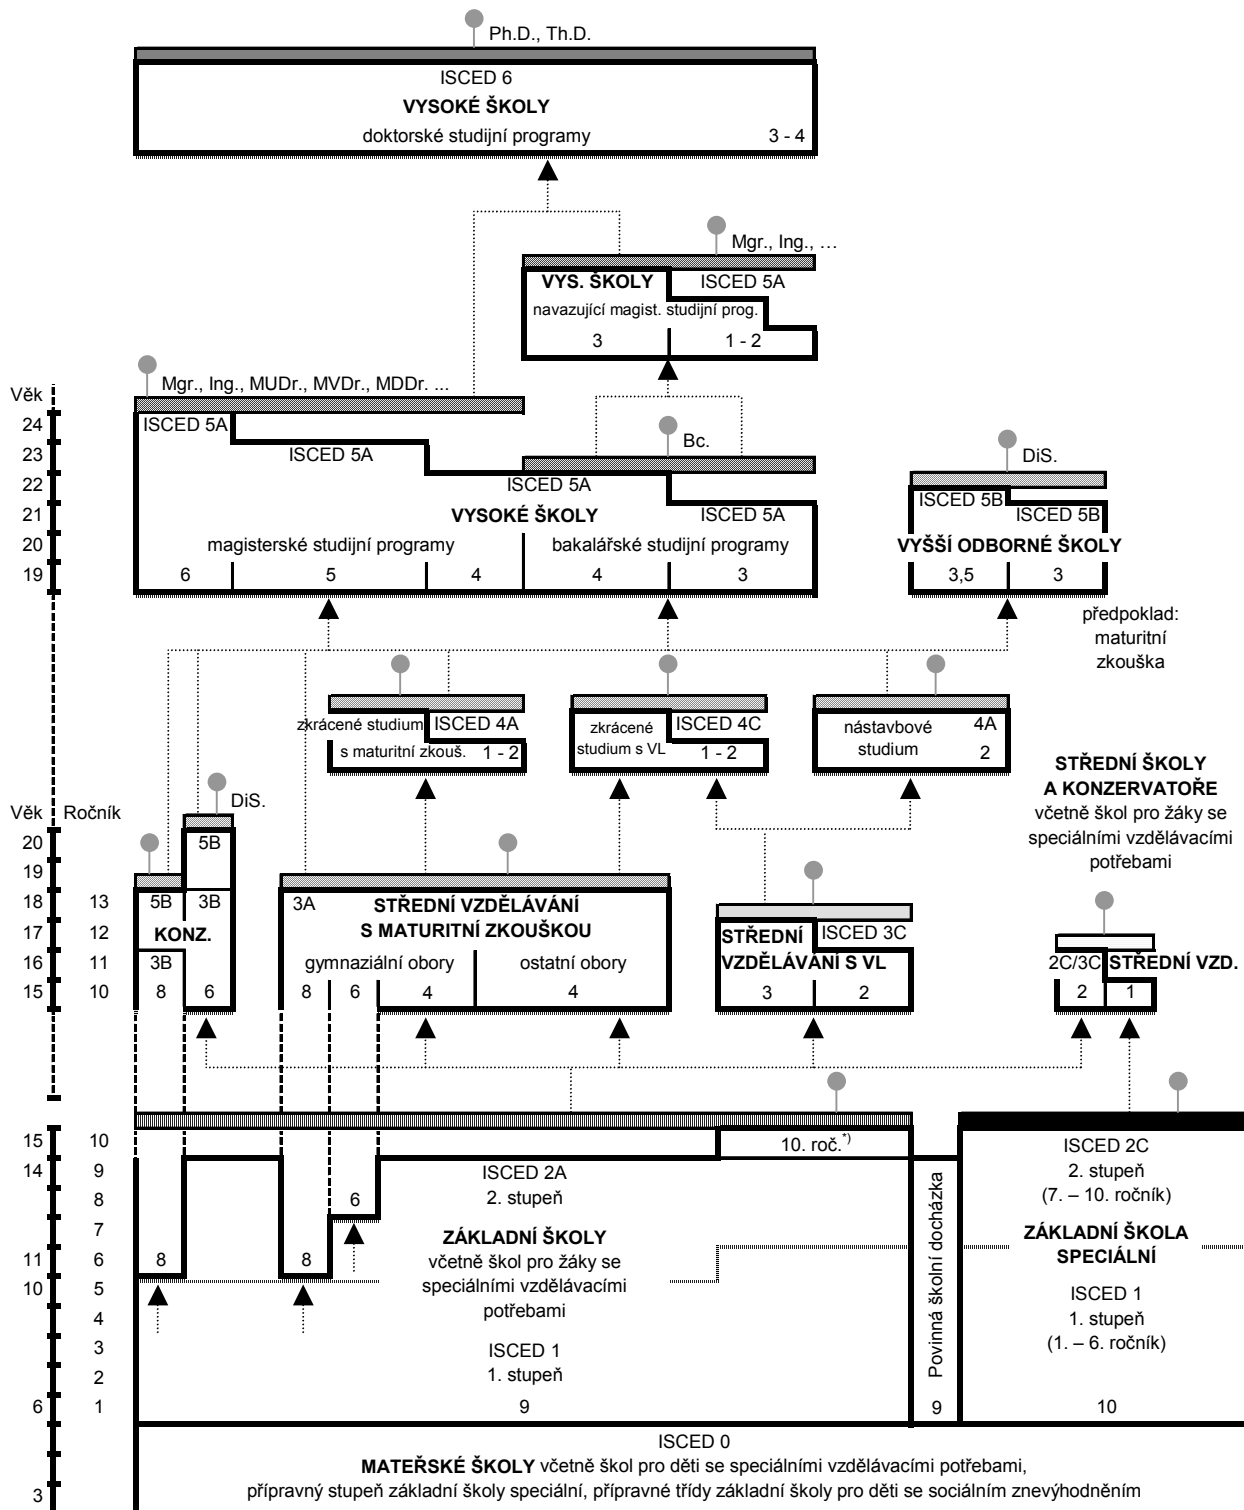 Ph.D., Th.D.
ISCED 6
VYSOKÉ ŠKOLY
doktorské studijní programy 3 - 4
Mgr., Ing., …
VYS. ŠKOLY ISCED 5A
navazující magist. studijní prog.
3 1 - 2
Mgr., Ing., MUDr., MVDr., MDDr. ...
Věk
24 ISCED 5A
23 ISCED 5A Bc. DiS.
22 ISCED 5A ISCED 5B
21 VYSOKÉ ŠKOLY ISCED 5A ISCED 5B
20 magisterské studijní programy bakalářské studijní programy VYŠŠÍ ODBORNÉ ŠKOLY
19 6 5 4 4 3 3,5 3
předpoklad:
maturitní
zkouška
zkrácené studium ISCED 4A
s maturitní zkouš. 1 - 2
zkrácené ISCED 4C
studium s VL 1 - 2
nástavbové 4A
studium 2
STŘEDNÍ ŠKOLY
A KONZERVATOŘE
včetně škol pro žáky se
speciálními vzdělávacími
potřebami
DiS.
Věk Ročník
20 5B
19
18 13 5B 3B 3A STŘEDNÍ VZDĚLÁVÁNÍ
17 12 KONZ. S MATURITNÍ ZKOUŠKOU STŘEDNÍ ISCED 3C
16 11 3B gymnaziální obory ostatní obory VZDĚLÁVÁNÍ S VL 2C/3C STŘEDNÍ VZD.
15 10 8 6 8 6 4 4 3 2 2 1
15 10 10. roč.*)
14 9 ISCED 2A
8 6 2. stupeň
7
ZÁKLADNÍ ŠKOLY
11 6 8 8 včetně škol pro žáky se
10 5 speciálními vzdělávacími
potřebami
4
3 ISCED 1
2 1. stupeň
6 1 9
Povinná školní docházka
9
ISCED 2C
2. stupeň
(7. – 10. ročník)
ZÁKLADNÍ ŠKOLA
SPECIÁLNÍ
ISCED 1
1. stupeň
(1. – 6. ročník)
10
ISCED 0
MATEŘSKÉ ŠKOLY včetně škol pro děti se speciálními vzdělávacími potřebami,
3 přípravný stupeň základní školy speciální, přípravné třídy základní školy pro děti se sociálním znevýhodněním